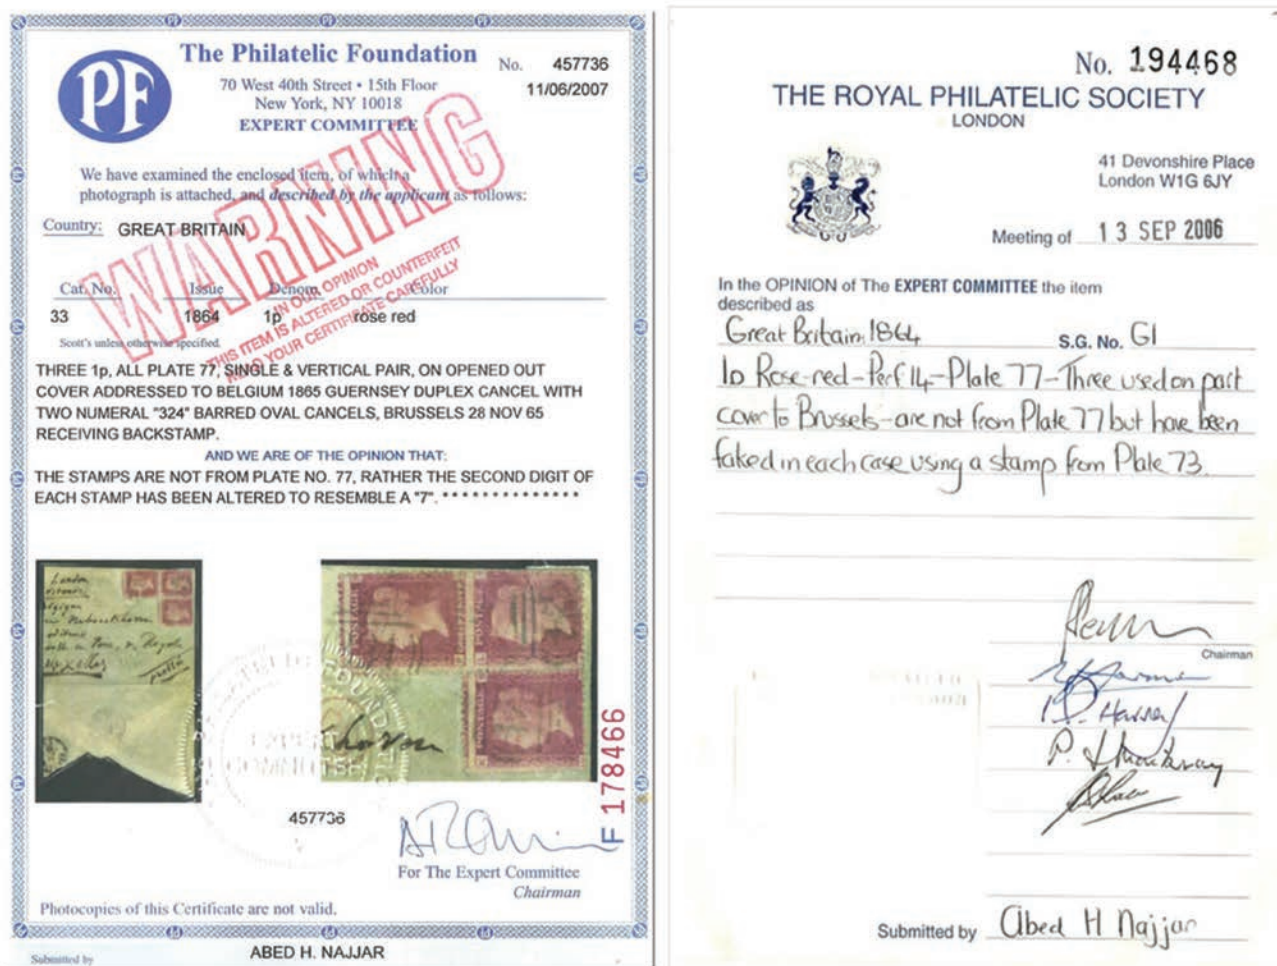 PF
The Philatelic Foundation
70 West 40th Street • 15th Floor
New York, NY 10018
EXPERT COMMITTEE
No. 457736
11/06/2007
We have examined the enclosed item, of which a
photograph is attached, and described by the applicant as follows:
Country: GREAT BRITAIN
WARNING
IN OUR OPINION
THIS ITEM IS ALTERED OR COUNTERFEIT
READ YOUR CERTIFICATE CAREFULLY
Cat. No. Issue Denom. Color
33 1864 1p rose red
Scott's unless otherwise specified.
THREE 1p, ALL PLATE 77, SINGLE & VERTICAL PAIR, ON OPENED OUT
COVER ADDRESSED TO BELGIUM 1865 GUERNSEY DUPLEX CANCEL WITH
TWO NUMERAL "324" BARRED OVAL CANCELS, BRUSSELS 28 NOV 65
RECEIVING BACKSTAMP.
AND WE ARE OF THE OPINION THAT:
THE STAMPS ARE NOT FROM PLATE NO. 77, RATHER THE SECOND DIGIT OF
EACH STAMP HAS BEEN ALTERED TO RESEMBLE A "7". * * * * * * * * * * * * * *
London
EXPERT
COMMITTEE
457736
F 178466
For The Expert Committee
Chairman
Photocopies of this Certificate are not valid.
Submitted by ABED H. NAJJAR
No. 194468
THE ROYAL PHILATELIC SOCIETY
LONDON
41 Devonshire Place
London W1G 6JY
Meeting of 13 SEP 2006
In the OPINION of The EXPERT COMMITTEE the item
described as
Great Britain 1864 S.G. No. G1
1D Rose-red-Perf 14-Plate 77-Three used on part
cover to Brussels-are not from Plate 77 but have been
faked in each case using a stamp from Plate 73.
Chairman
Submitted by Abed H Najjar